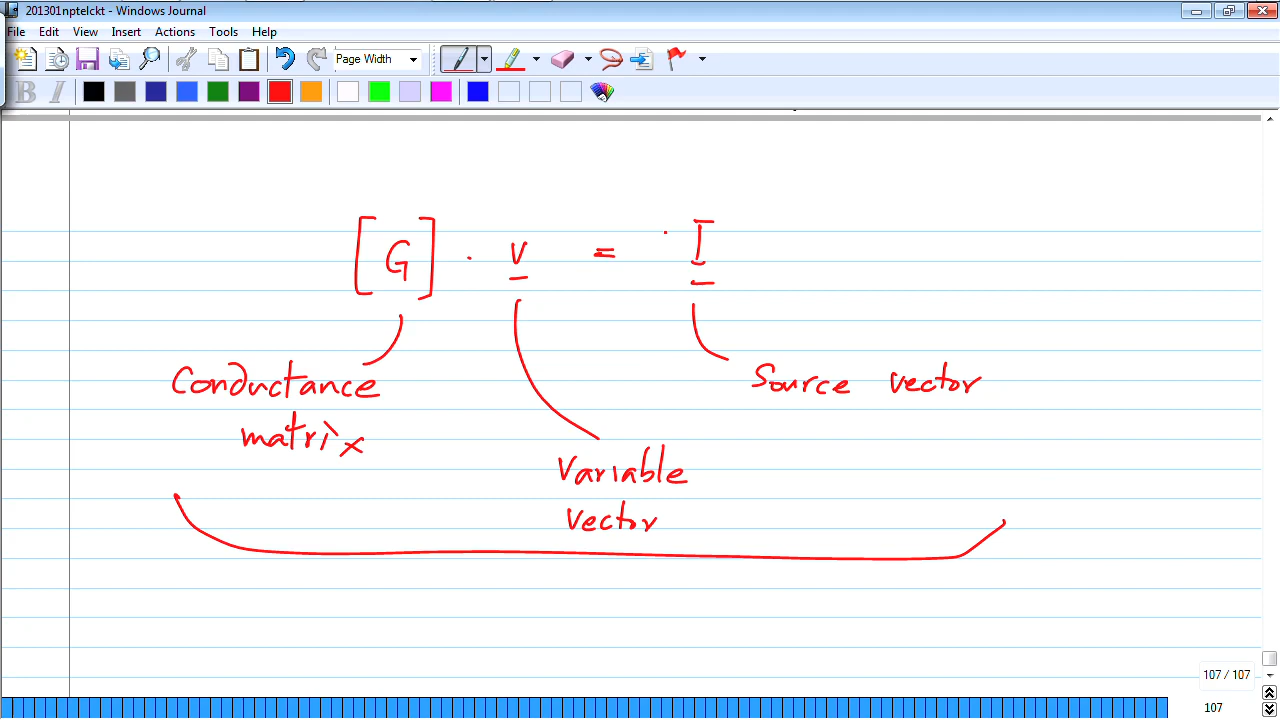 201301nptelckt - Windows Journal
File Edit View Insert Actions Tools Help
Page Width
B I
[G] . v = I
Conductance
matrix
Source vector
Variable
vector
107 / 107
107